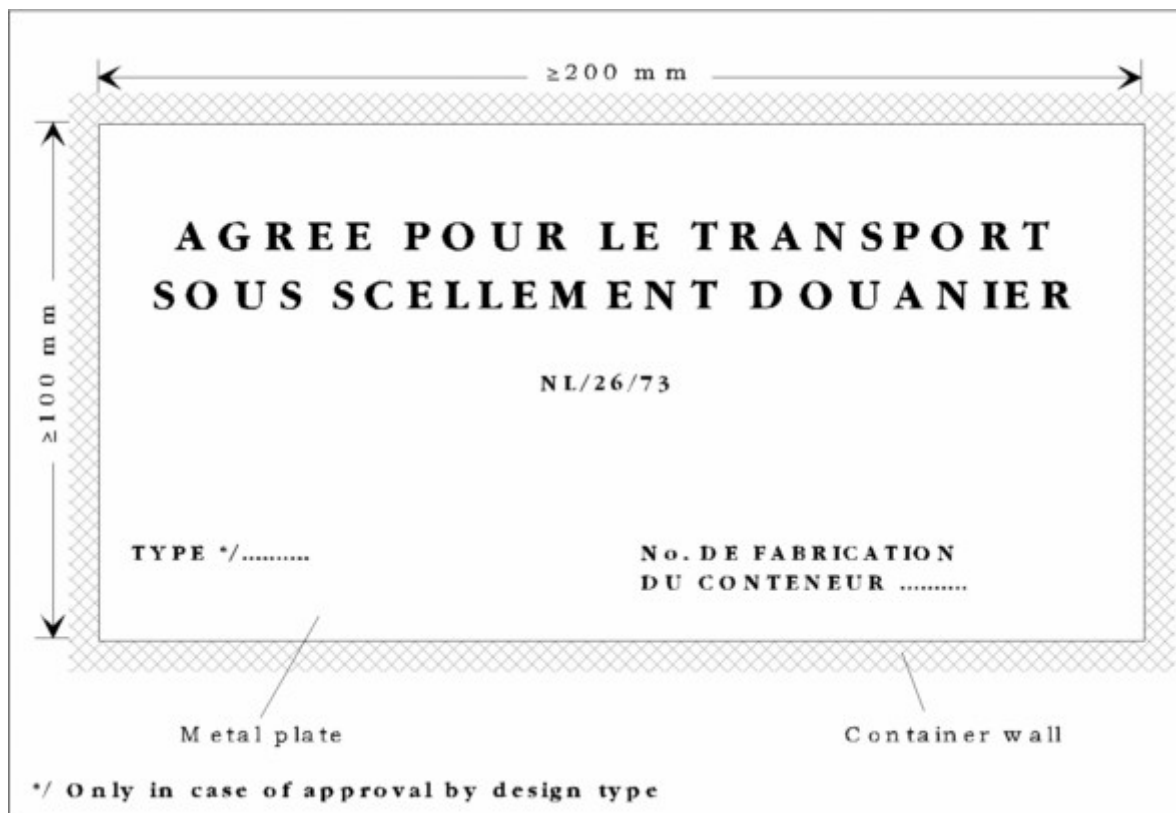 ≥200 mm
≥100 mm
AGREE POUR LE TRANSPORT
SOUS SCELLEMENT DOUANIER
NL/26/73
TYPE */..........
No. DE FABRICATION
DU CONTENEUR ..........
Metal plate
Container wall
*/ Only in case of approval by design type